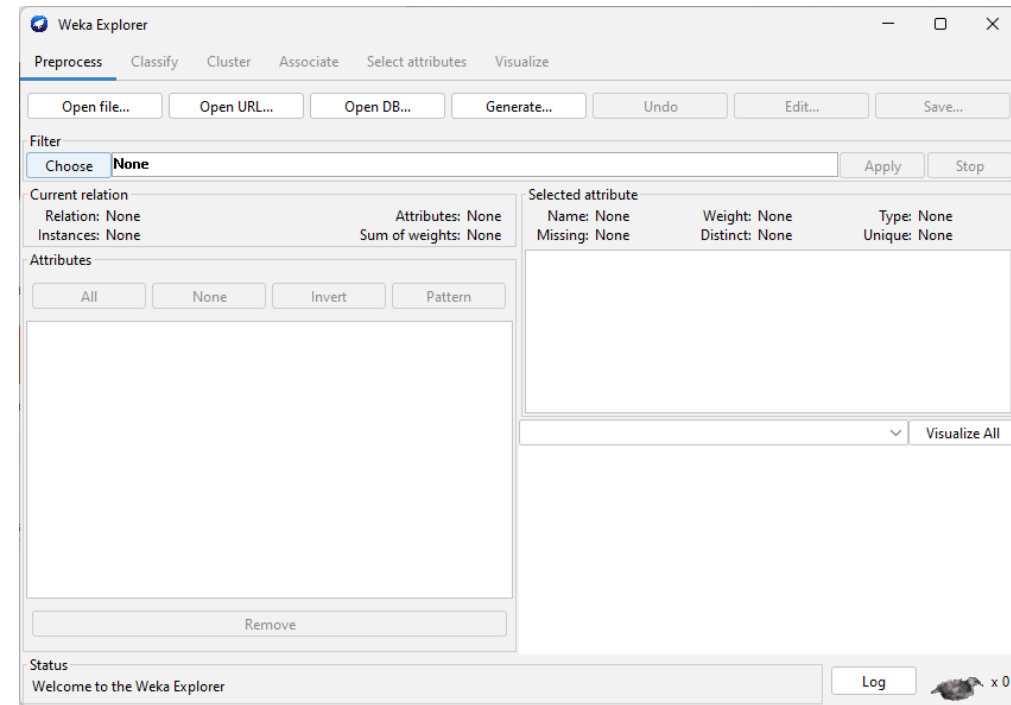 Weka Explorer
Preprocess Classify Cluster Associate Select attributes Visualize
Open file... Open URL... Open DB... Generate... Undo Edit... Save...
Filter
Choose None Apply Stop
Current relation
Relation: None Attributes: None
Instances: None Sum of weights: None
Selected attribute
Name: None Weight: None Type: None
Missing: None Distinct: None Unique: None
Attributes
All None Invert Pattern
Visualize All
Remove
Status
Welcome to the Weka Explorer
Log x 0